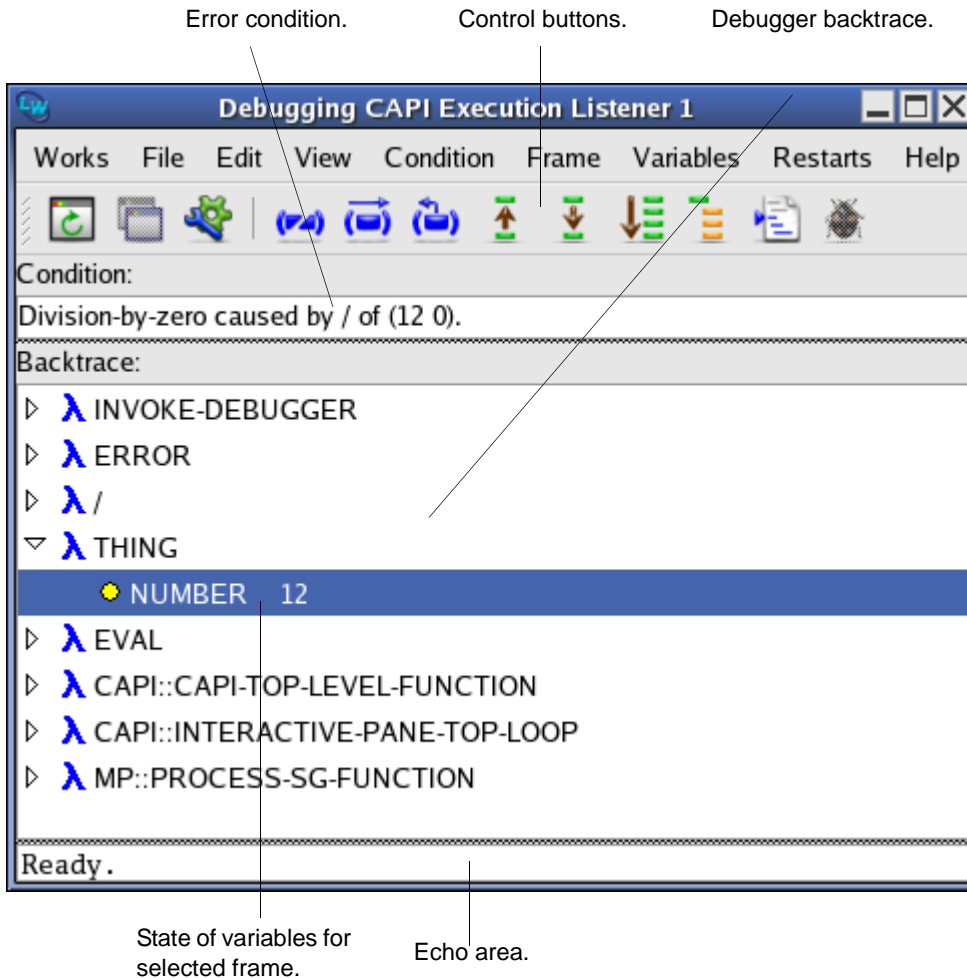 Error condition. Control buttons. Debugger backtrace.
LW Debugging CAPI Execution Listener 1
Works File Edit View Condition Frame Variables Restarts Help
Condition:
Division-by-zero caused by / of (12 0).
Backtrace:
λ INVOKE-DEBUGGER
λ ERROR
λ /
λ THING
NUMBER 12
λ EVAL
λ CAPI::CAPI-TOP-LEVEL-FUNCTION
λ CAPI::INTERACTIVE-PANE-TOP-LOOP
λ MP::PROCESS-SG-FUNCTION
Ready.
State of variables for
selected frame.
Echo area.